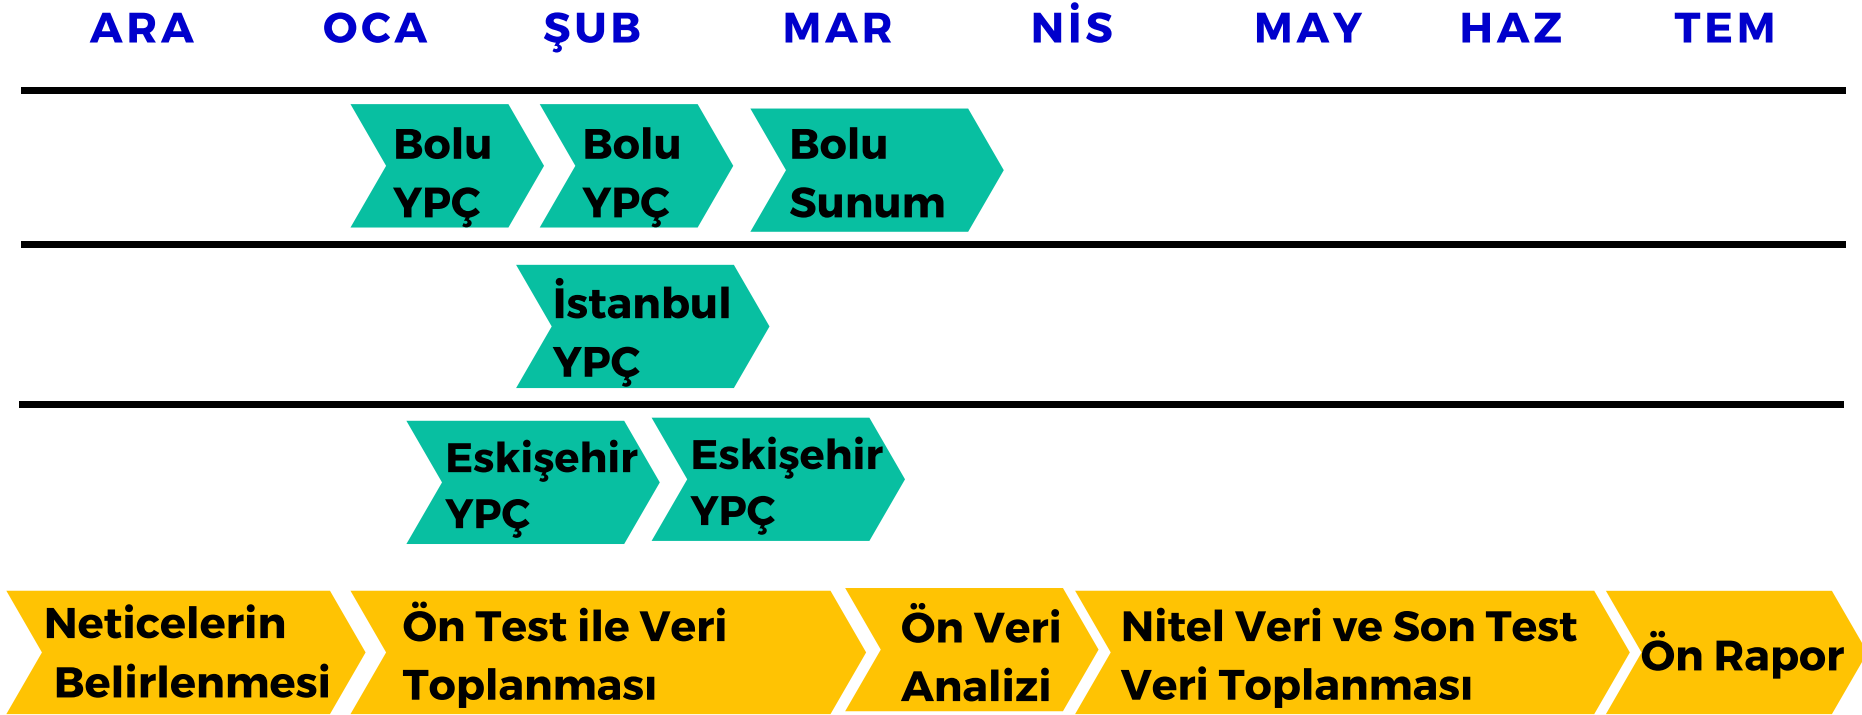 ARA OCA ŞUB MAR NİS MAY HAZ TEM
Bolu
YPÇ
Bolu
YPÇ
Bolu
Sunum
İstanbul
YPÇ
Eskişehir
YPÇ
Eskişehir
YPÇ
Neticelerin
Belirlenmesi
Ön Test ile Veri
Toplanması
Ön Veri
Analizi
Nitel Veri ve Son Test
Veri Toplanması
Ön Rapor